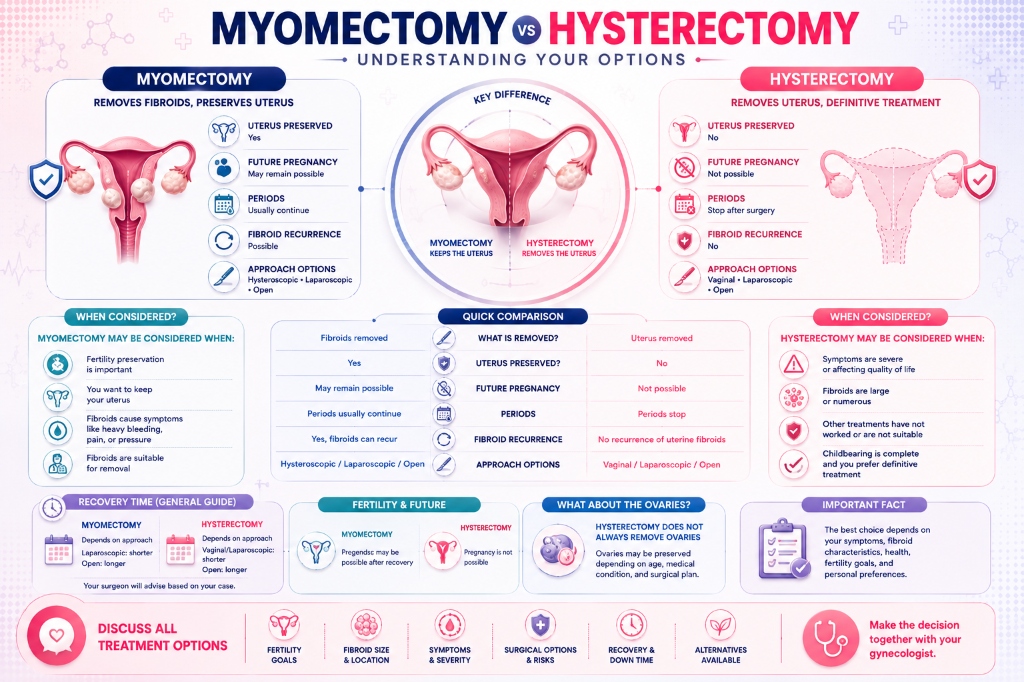 MYOMECTOMY VS HYSTERECTOMY
UNDERSTANDING YOUR OPTIONS
MYOMECTOMY
REMOVES FIBROIDS, PRESERVES UTERUS
UTERUS PRESERVED
Yes
FUTURE PREGNANCY
May remain possible
PERIODS
Usually continue
FIBROID RECURRENCE
Possible
APPROACH OPTIONS
Hysteroscopic • Laparoscopic
• Open
KEY DIFFERENCE
MYOMECTOMY
KEEPS THE UTERUS
HYSTERECTOMY
REMOVES THE UTERUS
HYSTERECTOMY
REMOVES UTERUS, DEFINITIVE TREATMENT
UTERUS PRESERVED
No
FUTURE PREGNANCY
Not possible
PERIODS
Stop after surgery
FIBROID RECURRENCE
No
APPROACH OPTIONS
Vaginal • Laparoscopic
• Open
WHEN CONSIDERED?
MYOMECTOMY MAY BE CONSIDERED WHEN:
Fertility preservation
is important
You want to keep
your uterus
Fibroids cause symptoms
like heavy bleeding,
pain, or pressure
Fibroids are suitable
for removal
QUICK COMPARISON
Fibroids removed WHAT IS REMOVED? Uterus removed
Yes UTERUS PRESERVED? No
May remain possible FUTURE PREGNANCY Not possible
Periods usually continue PERIODS Periods stop
Yes, fibroids can recur FIBROID RECURRENCE No recurrence of uterine fibroids
Hysteroscopic / Laparoscopic / Open APPROACH OPTIONS Vaginal / Laparoscopic / Open
WHEN CONSIDERED?
HYSTERECTOMY MAY BE CONSIDERED WHEN:
Symptoms are severe
or affecting quality of life
Fibroids are large
or numerous
Other treatments have not
worked or are not suitable
Childbearing is complete
and you prefer definitive
treatment
RECOVERY TIME (GENERAL GUIDE)
MYOMECTOMY
Depends on approach
Laparoscopic: shorter
Open: longer
HYSTERECTOMY
Depends on approach
Vaginal/Laparoscopic:
shorter
Open: longer
Your surgeon will advise based on your case.
FERTILITY & FUTURE
MYOMECTOMY
Pregendsc may be
possible after recovery
HYSTERECTOMY
Pregnancy is not
possible
WHAT ABOUT THE OVARIES?
HYSTERECTOMY DOES NOT
ALWAYS REMOVE OVARIES
Ovaries may be preserved
depending on age, medical
condition, and surgical plan.
IMPORTANT FACT
The best choice depends on
your symptoms, fibroid
characteristics, health,
fertility goals, and
personal preferences.
DISCUSS ALL
TREATMENT OPTIONS
FERTILITY
GOALS
FIBROID SIZE
& LOCATION
SYMPTOMS
& SEVERITY
SURGICAL OPTIONS
& RISKS
RECOVERY &
DOWN TIME
ALTERNATIVES
AVAILABLE
Make the decision
together with your
gynecologist.